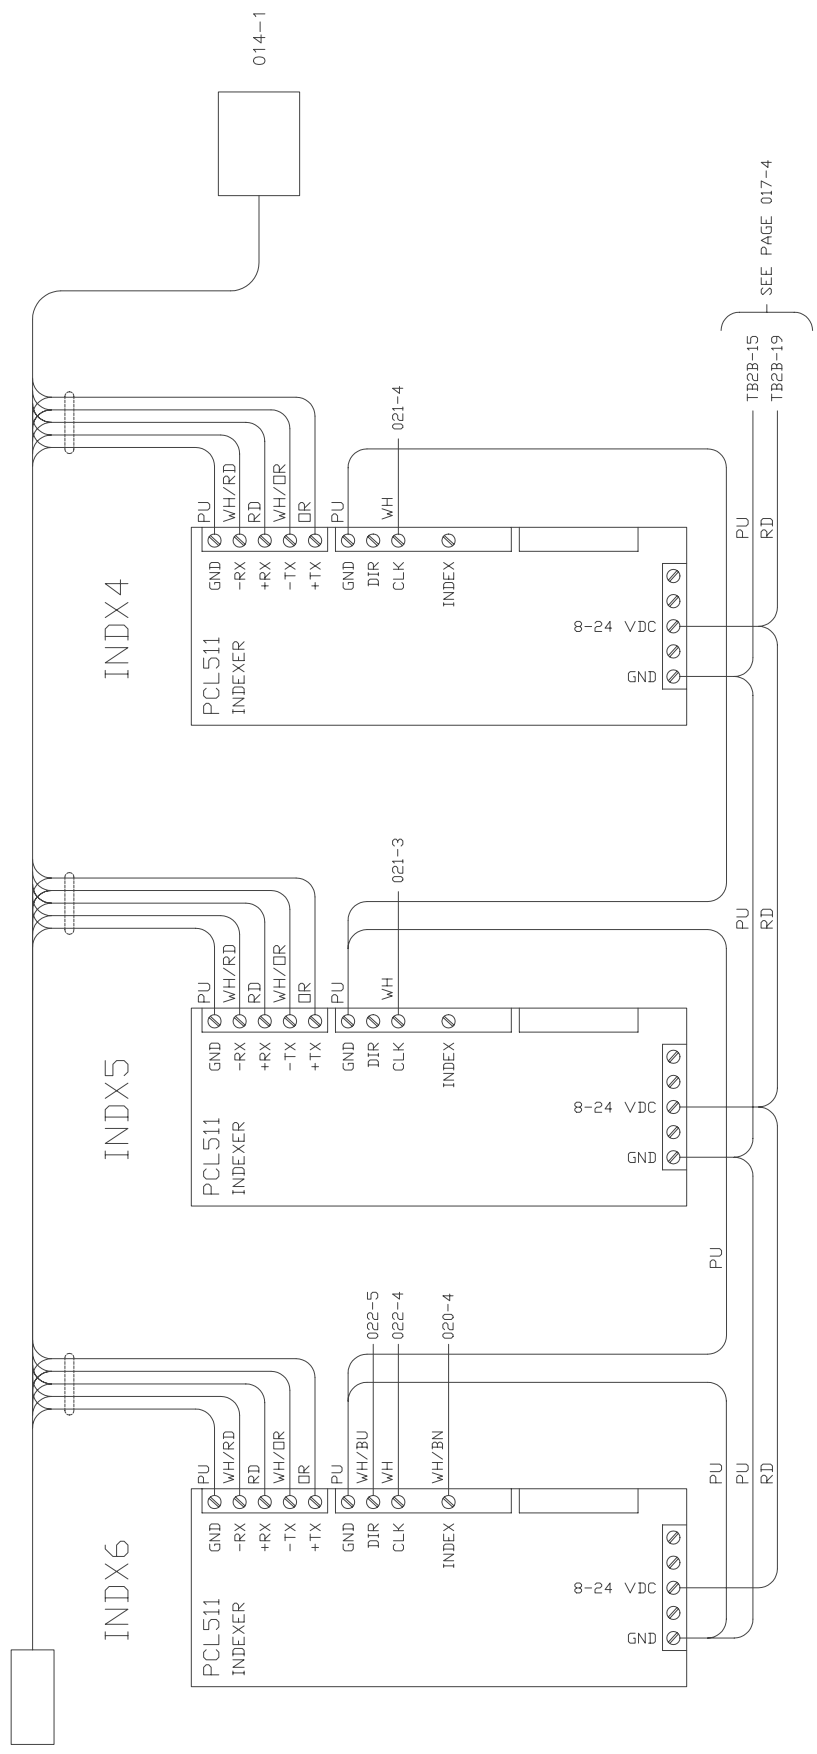 014-1
SEE PAGE 017-4
TB2B-15
TB2B-19
INDX4
PCL511
INDEXER
PU
WH/RD
RD
WH/OR
OR
PU
WH
021-4
GND
-RX
+RX
-TX
+TX
GND
DIR
CLK
INDEX
8-24 VDC
GND
PU
RD
INDX5
PCL511
INDEXER
PU
WH/RD
RD
WH/OR
OR
PU
WH
021-3
GND
-RX
+RX
-TX
+TX
GND
DIR
CLK
INDEX
8-24 VDC
GND
PU
RD
PU
INDX6
PCL511
INDEXER
PU
WH/RD
RD
WH/OR
OR
PU
WH/BU
WH
WH/BN
022-5
022-4
020-4
GND
-RX
+RX
-TX
+TX
GND
DIR
CLK
INDEX
8-24 VDC
GND
PU
PU
RD